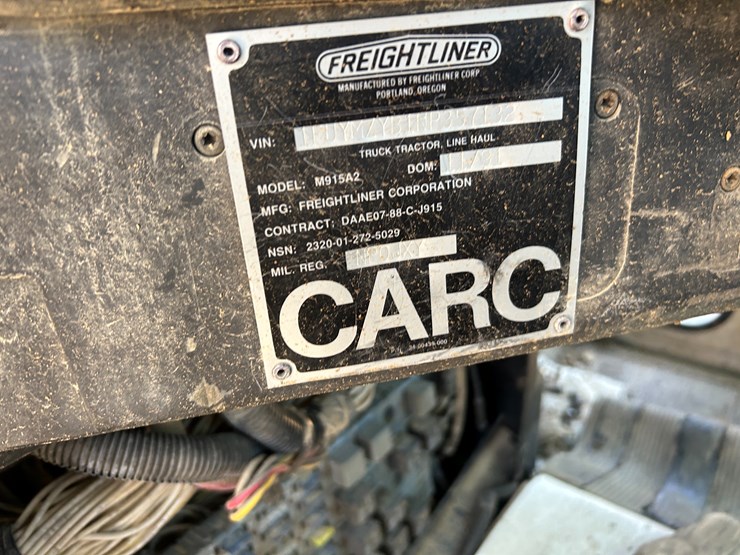 FREIGHTLINER
MANUFACTURED BY FREIGHTLINER CORP
PORTLAND, OREGON
VIN:
TRUCK TRACTOR, LINE HAUL
MODEL: M915A2 DOM:
MFG: FREIGHTLINER CORPORATION
CONTRACT: DAAE07-88-C-J915
NSN: 2320-01-272-5029
MIL. REG.
CARC